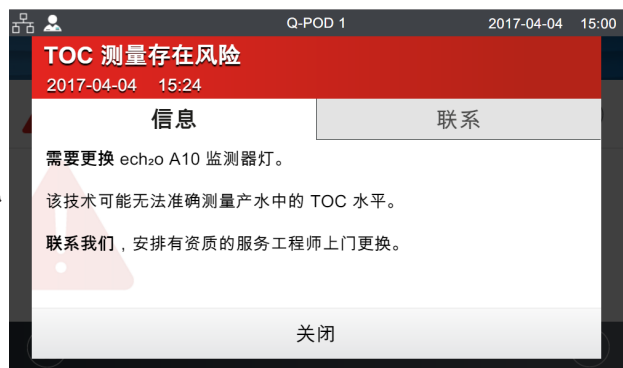 Q-POD 1 2017-04-04 15:00
TOC 测量存在风险
2017-04-04 15:24
信息 联系
需要更换 ech₂o A10 监测器灯。
该技术可能无法准确测量产水中的 TOC 水平。
联系我们，安排有资质的服务工程师上门更换。
关闭